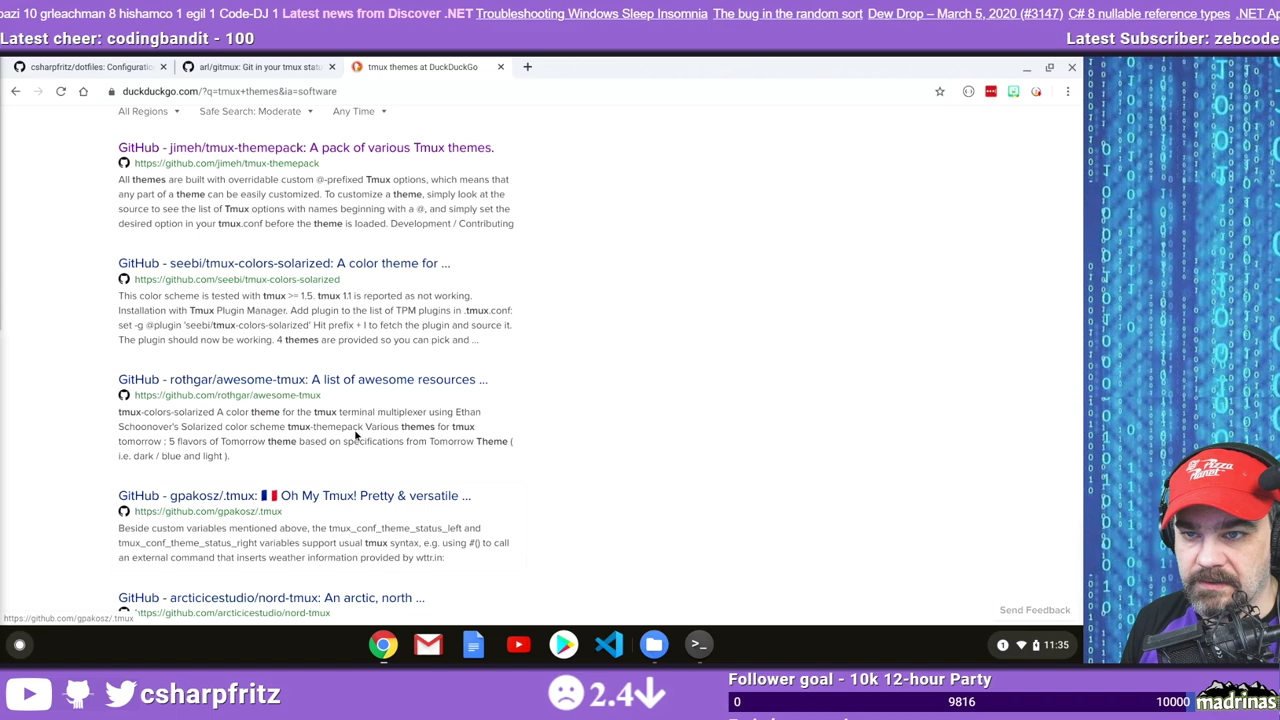 pazi 10 grleachman 8 hishamco 1 egil 1 Code-DJ 1 Latest news from Discover .NET Troubleshooting Windows Sleep Insomnia The bug in the random sort Dew Drop – March 5, 2020 (#3147) C# 8 nullable reference types .NET Ap
Latest cheer: codingbandit - 100
Latest Subscriber: zebcode
csharpfritz/dotfiles: Configuratio
arl/gitmux: Git in your tmux statu
tmux themes at DuckDuckGo
duckduckgo.com/?q=tmux+themes&ia=software
All Regions
Safe Search: Moderate
Any Time
GitHub - jimeh/tmux-themepack: A pack of various Tmux themes.
https://github.com/jimeh/tmux-themepack
All themes are built with overridable custom @-prefixed Tmux options, which means
that any part of a theme can be easily customized. To customize a theme, simply look at the
source to see the list of Tmux options with names beginning with a @, and simply set the
desired option in your tmux.conf before the theme is loaded. Development / Contributing
GitHub - seebi/tmux-colors-solarized: A color theme for ...
https://github.com/seebi/tmux-colors-solarized
This color scheme is tested with tmux >= 1.5. tmux 1.1 is reported as not working.
Installation with Tmux Plugin Manager. Add plugin to the list of TPM plugins in .tmux.conf:
set -g @plugin 'seebi/tmux-colors-solarized' Hit prefix + I to fetch the plugin and source it.
The plugin should now be working. 4 themes are provided so you can pick and ...
GitHub - rothgar/awesome-tmux: A list of awesome resources ...
https://github.com/rothgar/awesome-tmux
tmux-colors-solarized A color theme for the tmux terminal multiplexer using Ethan
Schoonover's Solarized color scheme tmux-themepack Various themes for tmux
tomorrow : 5 flavors of Tomorrow theme based on specifications from Tomorrow Theme (
i.e. dark / blue and light ).
GitHub - gpakosz/.tmux: 🇫🇷 Oh My Tmux! Pretty & versatile ...
https://github.com/gpakosz/.tmux
Beside custom variables mentioned above, the tmux_conf_theme_status_left and
tmux_conf_theme_status_right variables support usual tmux syntax, e.g. using #() to call
an external command that inserts weather information provided by wttr.in:
GitHub - arcticicestudio/nord-tmux: An arctic, north ...
https://github.com/arcticicestudio/nord-tmux
Send Feedback
https://github.com/gpakosz/.tmux
1
11:35
Pizza
Planet
csharpfritz
2.4
Follower goal - 10k 12-hour Party
0
9816
10000
madrinas